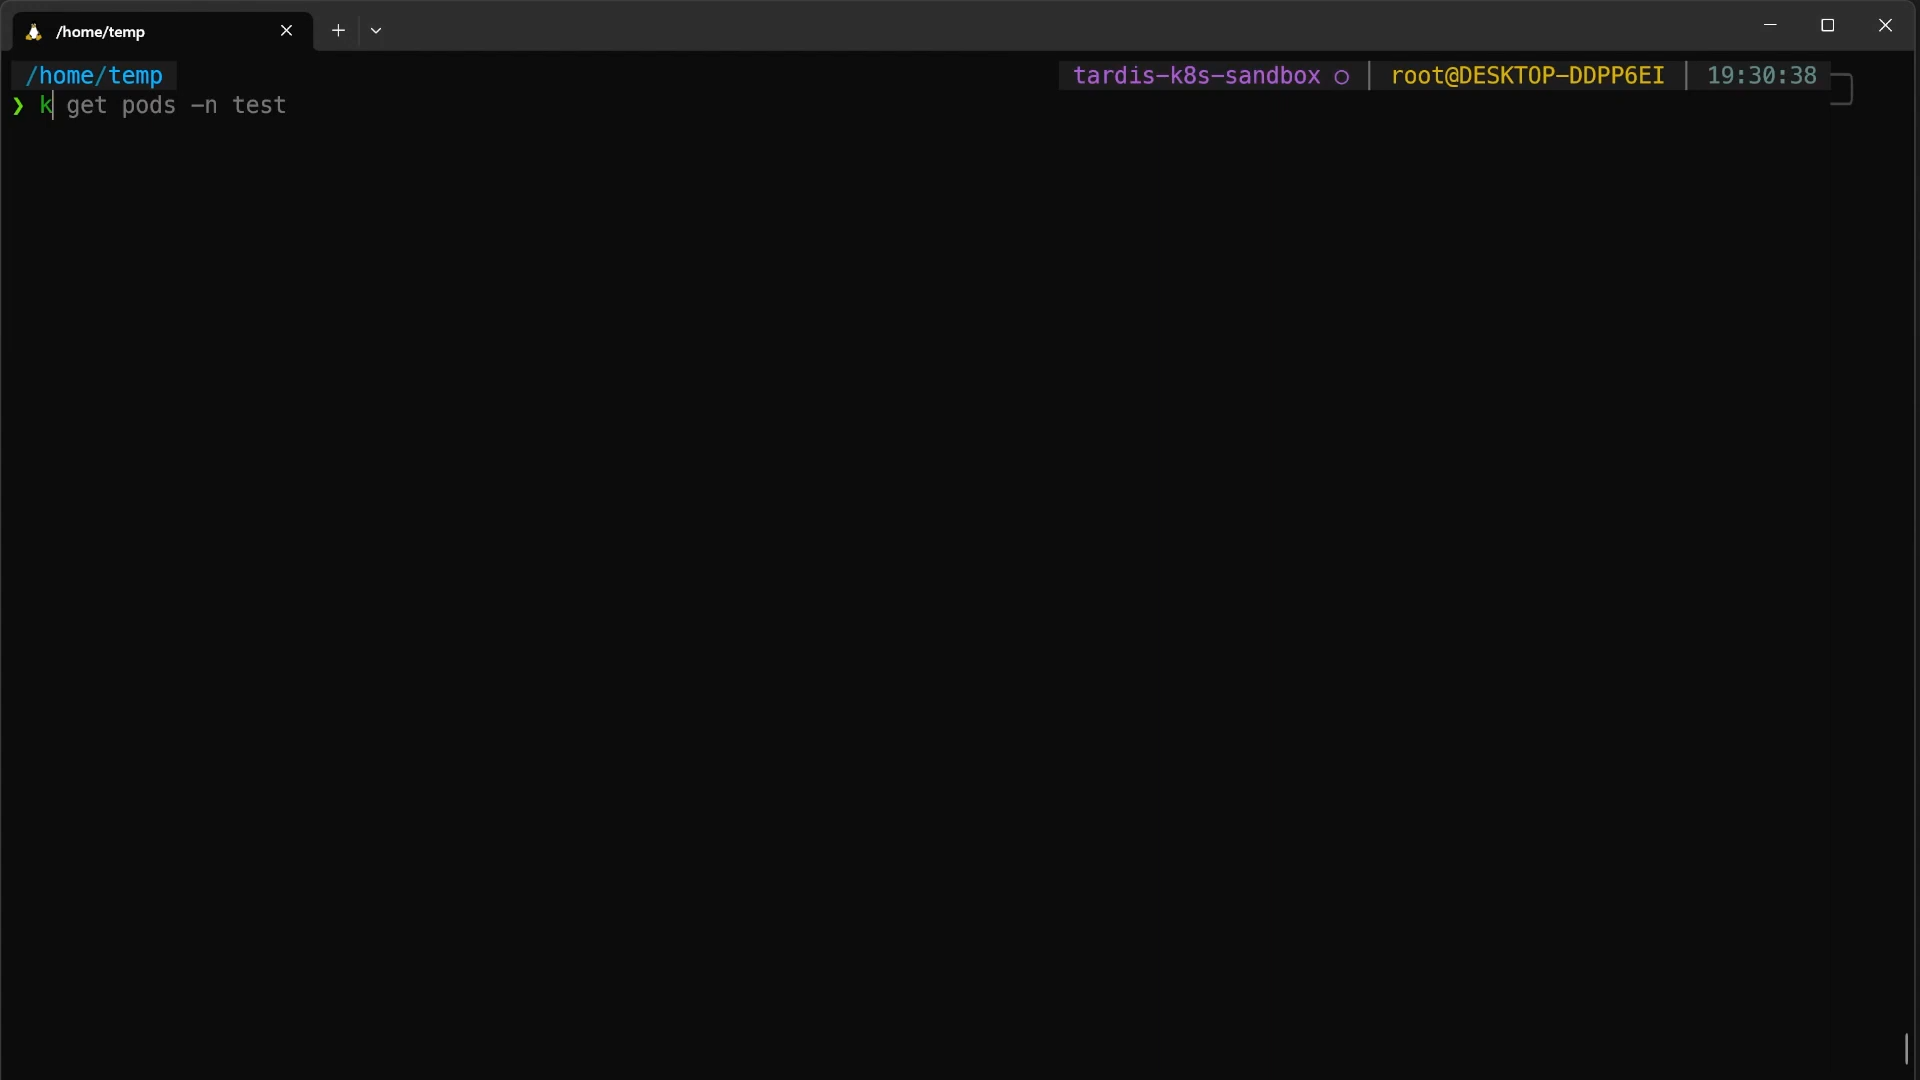 /home/temp
/home/temp tardis-k8s-sandbox ○ | root@DESKTOP-DDPP6EI | 19:30:38
❯ k get pods -n test